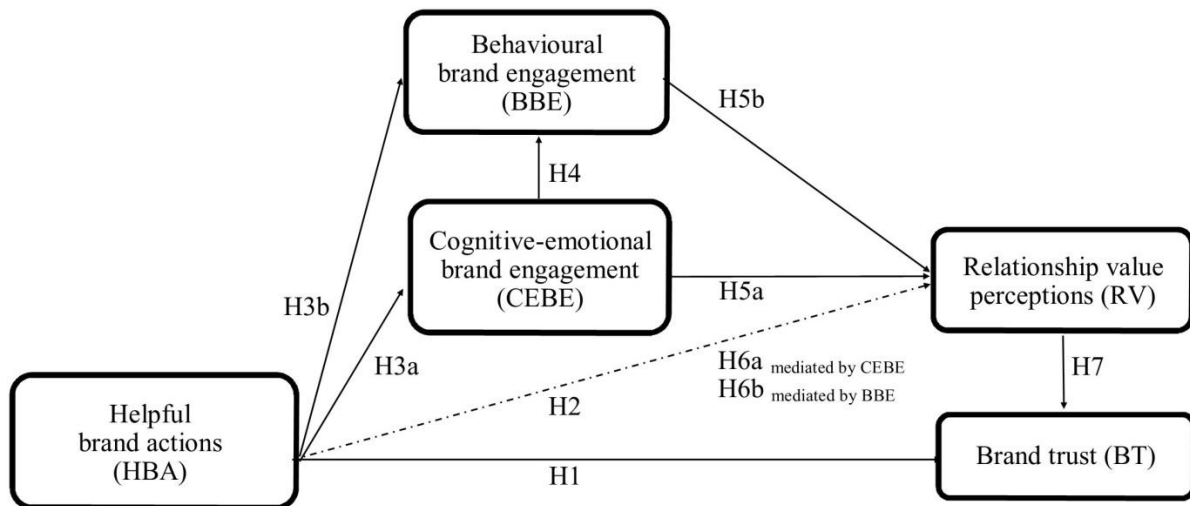 Behavioural
brand engagement
(BBE)
H5b
H4
Cognitive-emotional
brand engagement
(CEBE)
H3b
H5a
Relationship value
perceptions (RV)
H3a
H6a mediated by CEBE
H6b mediated by BBE
H7
H2
Helpful
brand actions
(HBA)
H1
Brand trust (BT)